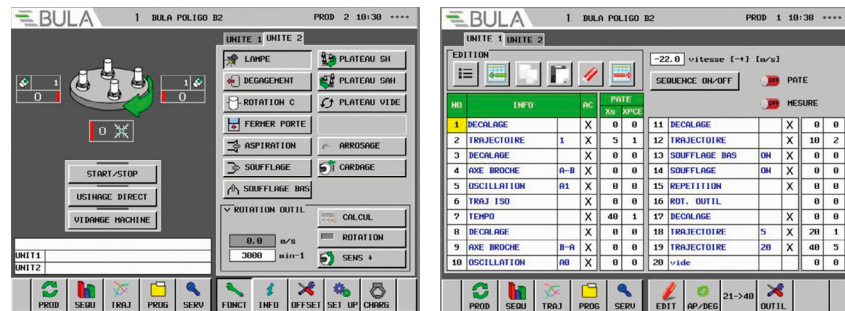 BULA 1 BULA POLIGO B2 PROD 2 10:30 ****
UNITE 1 UNITE 2
LAMPE PLATEAU SH
DEGAGEMENT PLATEAU SAH
ROTATION C PLATEAU VIDE
FERMER PORTE
ASPIRATION ARROSAGE
SOUFFLAGE CARDAGE
SOUFFLAGE BAS
1 0
1 0
0
START/STOP
USINAGE DIRECT
VIDANGE MACHINE
ROTATION OUTIL
CALCUL
0.0 m/s ROTATION
3000 min-1 SENS +
UNIT1
UNIT2
PROD SEQU TRAJ PROG SERV FONCT INFO OFFSET SET UP CHARG
BULA 1 BULA POLIGO B2 PROD 1 10:30 ****
UNITE 1 UNITE 2
EDITION
-22.0 vitesse [-+] [m/s]
SEQUENCE ON/OFF OFF PATE
OFF MESURE
NO INFO AC PATE
Xs XPCE
1 DECALAGE X 0 0 11 DECALAGE X 0 0
2 TRAJECTOIRE 1 X 5 1 12 TRAJECTOIRE X 10 2
3 DECALAGE X 0 0 13 SOUFFLAGE BAS ON X 0 0
4 AXE BROCHE A-B X 0 0 14 SOUFFLAGE ON X 0 0
5 OSCILLATION A1 X 0 0 15 REPETITION X 0 0
6 TRAJ ISO X 0 0 16 ROT. OUTIL 0 0
7 TEMPO X 40 1 17 DECALAGE X 0 0
8 DECALAGE X 0 0 18 TRAJECTOIRE 5 X 20 1
9 AXE BROCHE B-A X 0 0 19 TRAJECTOIRE 20 X 40 5
10 OSCILLATION A0 X 0 0 20 vide 0 0
PROD SEQU TRAJ PROG SERV EDIT AP/DEG 21->40 OUTIL